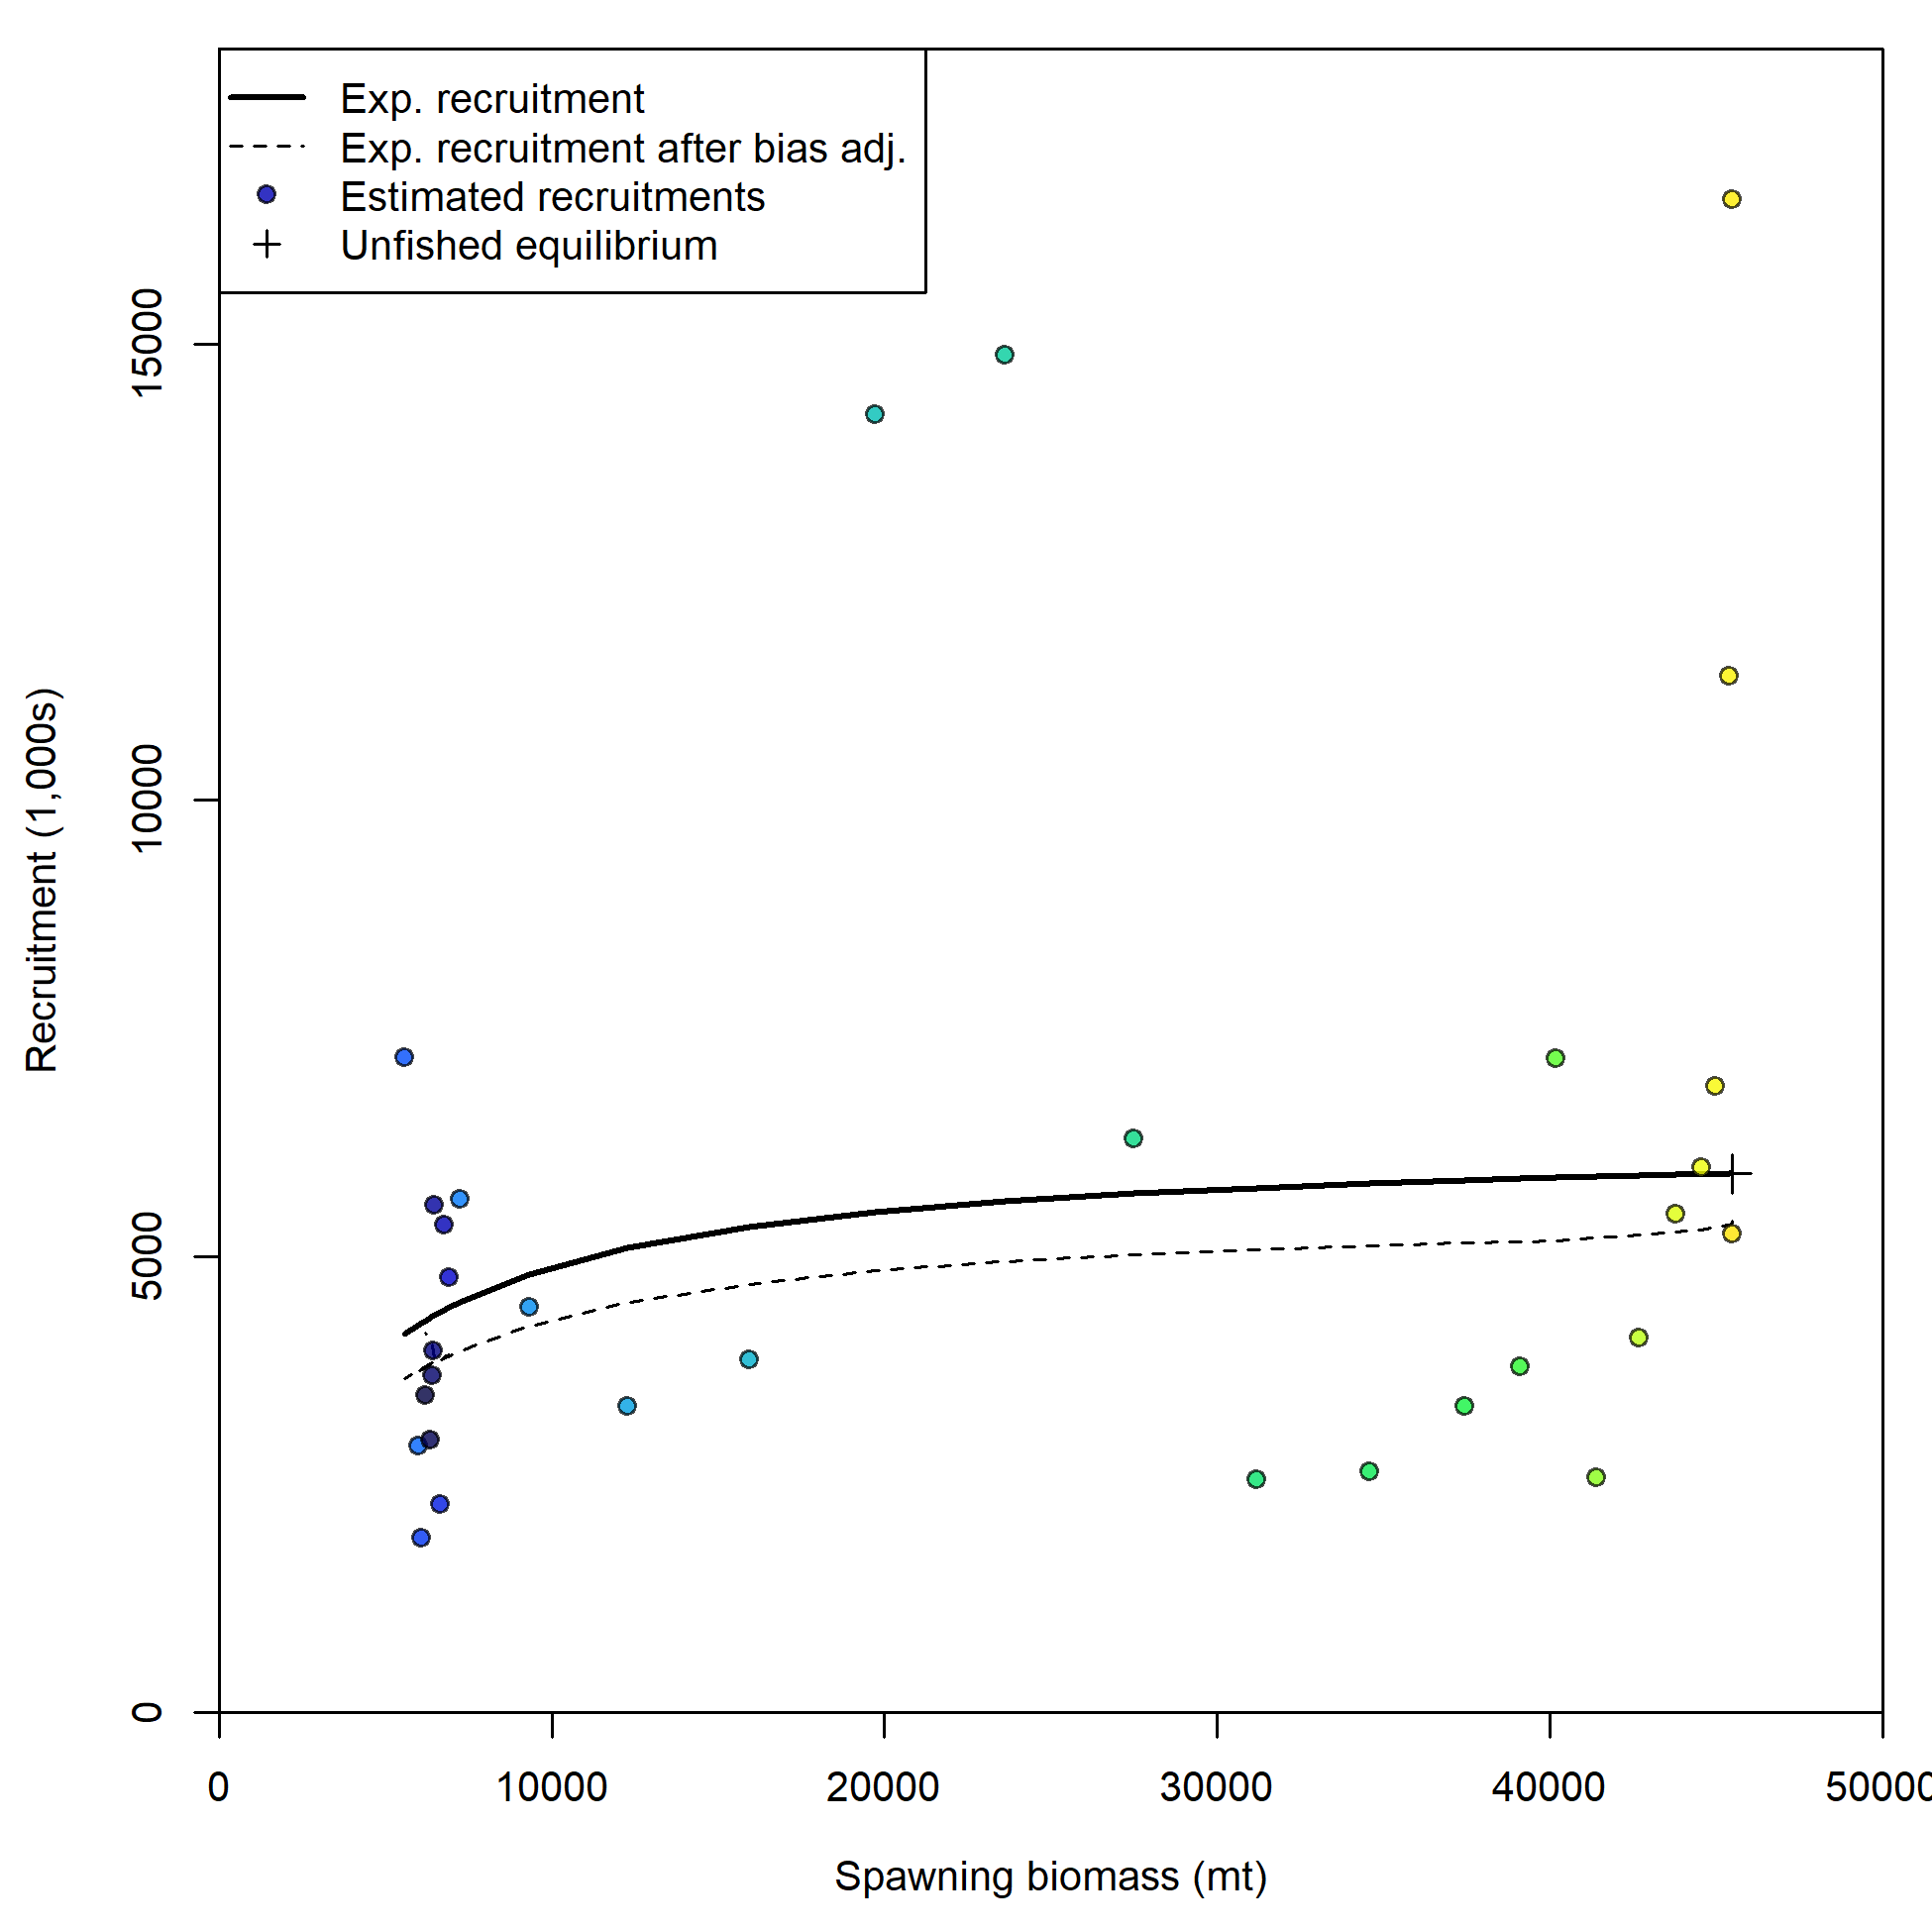 Exp. recruitment
Exp. recruitment after bias adj.
Estimated recruitments
Unfished equilibrium
Recruitment (1,000s)
15000
10000
5000
0
0 10000 20000 30000 40000 50000
Spawning biomass (mt)